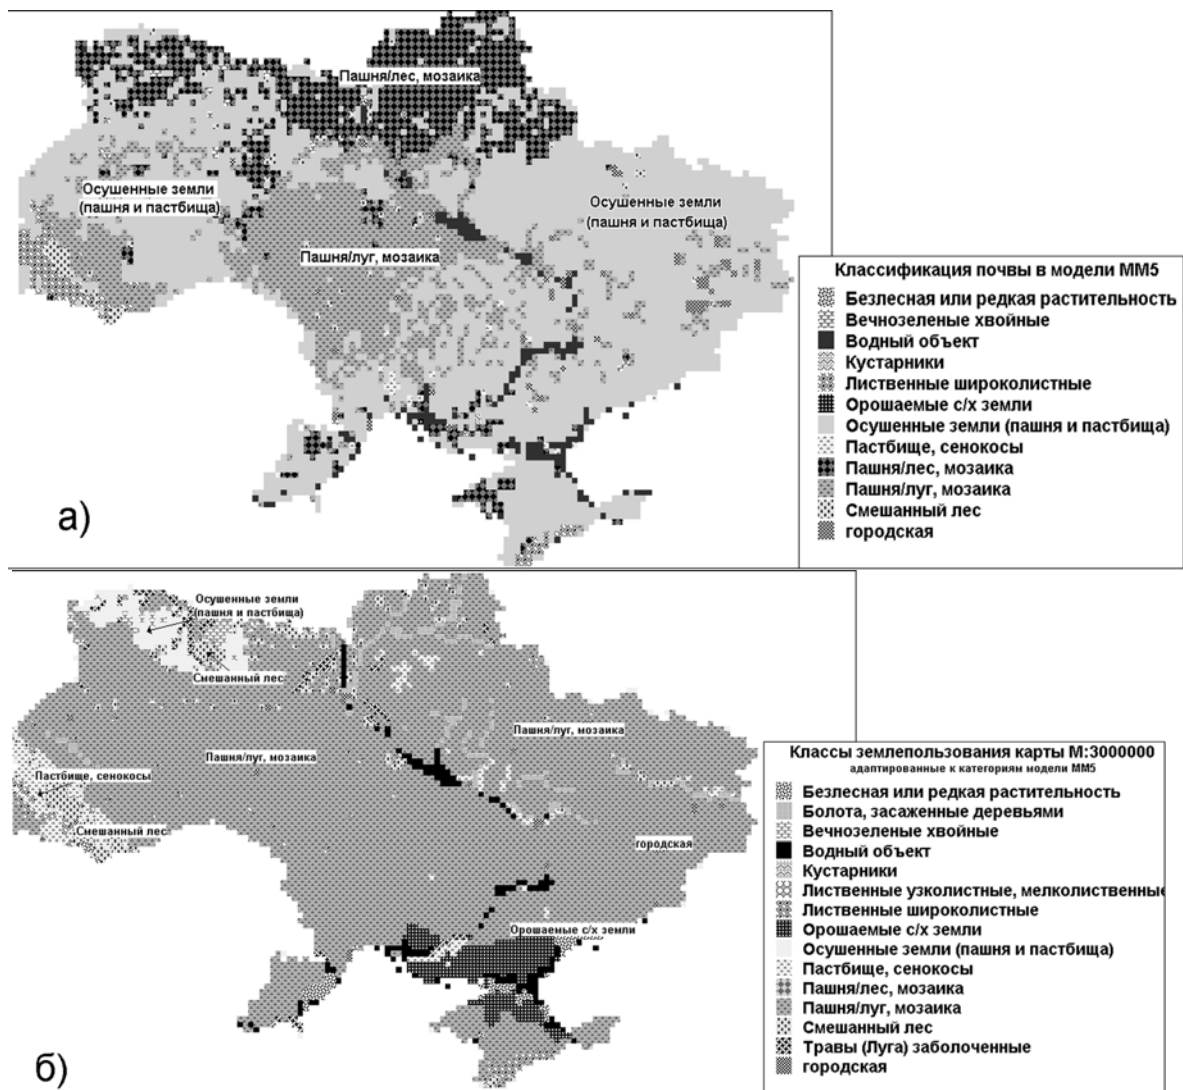 Пашня/лес, мозаика
Осушенные земли
(пашня и пастбища)
Осушенные земли
(пашня и пастбища)
Пашня/луг, мозаика
Классификация почвы в модели ММ5
Безлесная или редкая растительность
Вечнозеленые хвойные
Водный объект
Кустарники
Лиственные широколистные
Орошаемые с/х земли
Осушенные земли (пашня и пастбища)
Пастбище, сенокосы
Пашня/лес, мозаика
Пашня/луг, мозаика
Смешанный лес
городская
а)
Осушенные земли
(пашня и пастбища)
Смешанный лес
Пашня/луг, мозаика
Пашня/луг, мозаика
Пастбище, сенокосы
Смешанный лес
городская
Орошаемые с/х земли
Классы землепользования карты М:3000000
адаптированные к категориям модели ММ5
Безлесная или редкая растительность
Болота, засаженные деревьями
Вечнозеленые хвойные
Водный объект
Кустарники
Лиственные узколистные, мелколиственные
Лиственные широколистные
Орошаемые с/х земли
Осушенные земли (пашня и пастбища)
Пастбище, сенокосы
Пашня/лес, мозаика
Пашня/луг, мозаика
Смешанный лес
Травы (Луга) заболоченные
городская
б)